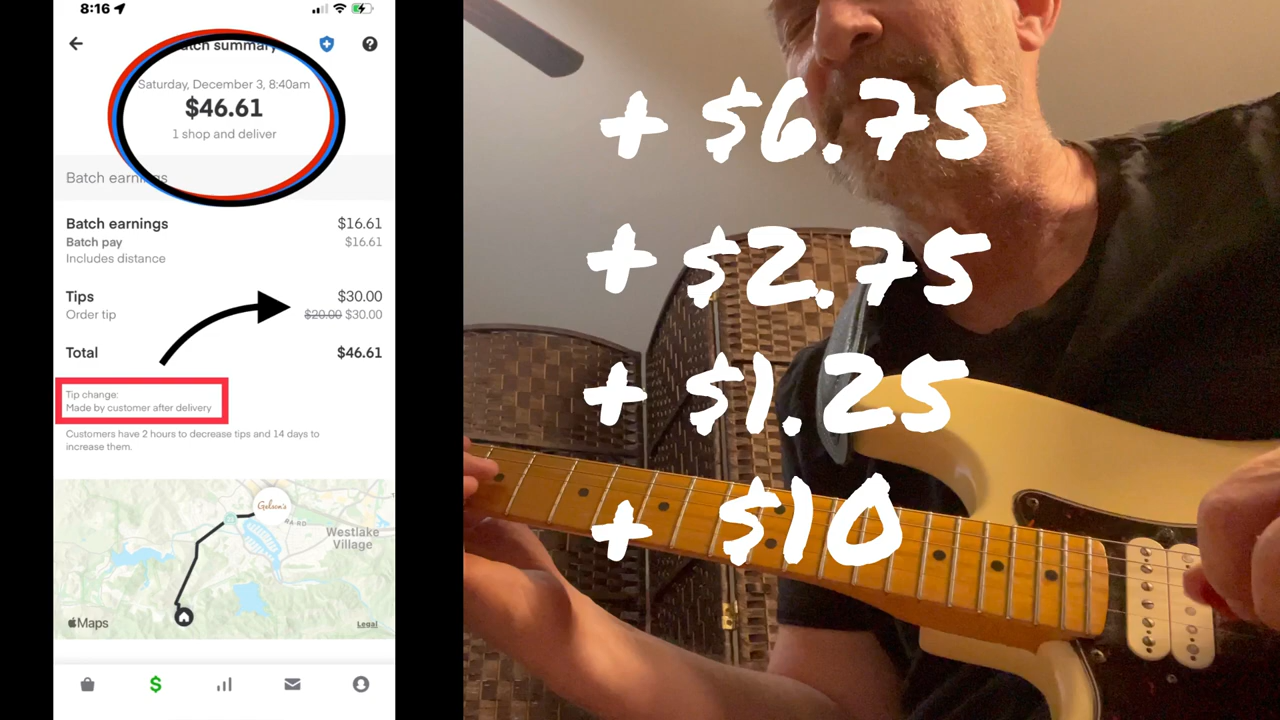 8:16
Batch summary
Saturday, December 3, 8:40am
$46.61
1 shop and deliver
Batch earnings
Batch earnings $16.61
Batch pay $16.61
Includes distance
Tips $30.00
Order tip $20.00 $30.00
Total $46.61
Tip change:
Made by customer after delivery
Customers have 2 hours to decrease tips and 14 days to
increase them.
Gelson's
RA RD
Westlake
Village
Maps
Legal
+ $6.75
+ $2.75
+ $1.25
+ $10